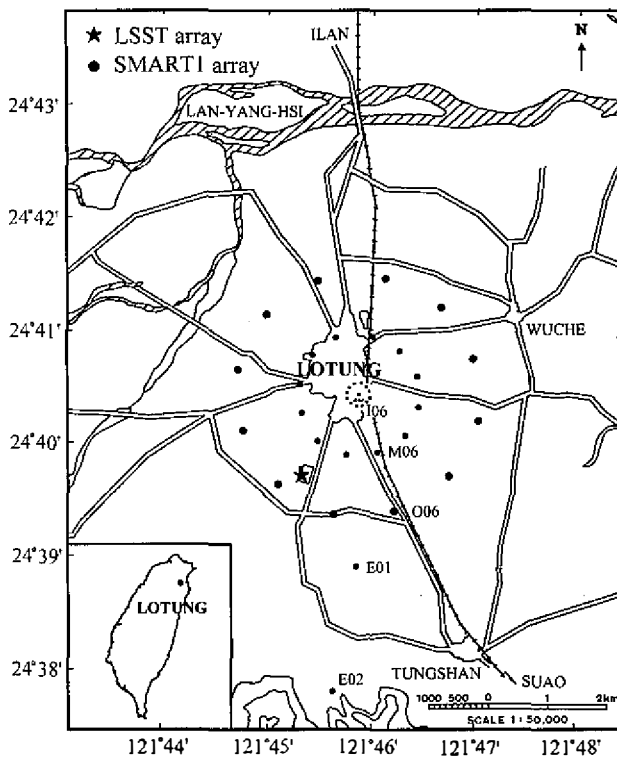 ★ LSST array
● SMART1 array
ILAN
N
24°43'
LAN-YANG-HSI
24°42'
24°41'
WUCHE
LOTUNG
I06
24°40'
M06
O06
24°39'
E01
LOTUNG
24°38'
E02
TUNGSHAN
SUAO
1000 500 0 1 2km
SCALE 1:50,000
121°44' 121°45' 121°46' 121°47' 121°48'